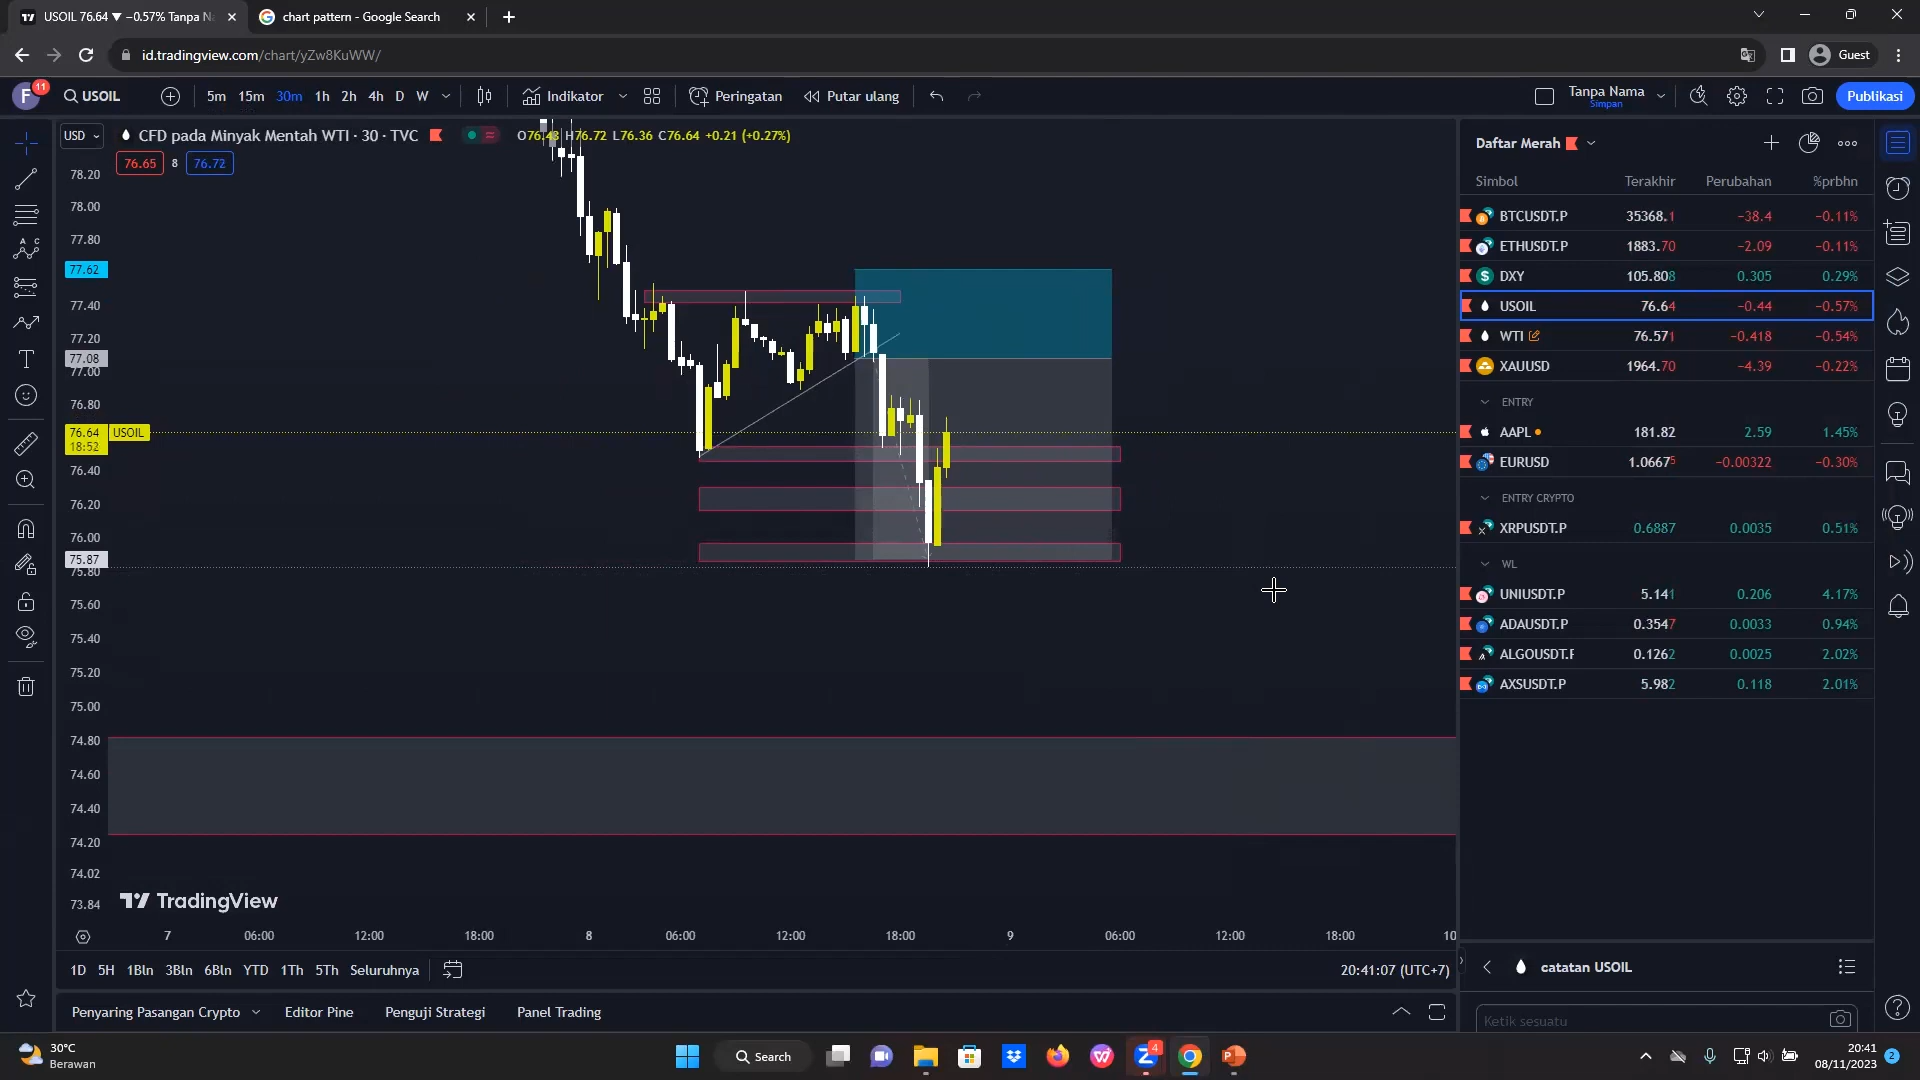 USOIL 76.64 ▼ −0.57% Tanpa Na
chart pattern - Google Search
id.tradingview.com/chart/yZw8KuWW/
Guest
F
11
USOIL
5m 15m 30m 1h 2h 4h D W
Indikator
Peringatan
Putar ulang
Tanpa Nama
Simpan
Publikasi
USD
CFD pada Minyak Mentah WTI · 30 · TVC
O76.43 H76.72 L76.36 C76.64 +0.21 (+0.27%)
76.65 8 76.72
78.20
78.00
77.80
77.62
77.40
77.20
77.08
77.00
76.80
76.64 USOIL
18:52
76.40
76.20
76.00
75.87
75.80
75.60
75.40
75.20
75.00
74.80
74.60
74.40
74.20
74.02
73.84
TradingView
7 06:00 12:00 18:00 8 06:00 12:00 18:00 9 06:00 12:00 18:00 10
1D 5H 1Bln 3Bln 6Bln YTD 1Th 5Th Seluruhnya
20:41:07 (UTC+7)
Penyaring Pasangan Crypto Editor Pine Penguji Strategi Panel Trading
Daftar Merah
Simbol Terakhir Perubahan %prbhn
BTCUSDT.P 35368.1 −38.4 −0.11%
ETHUSDT.P 1883.70 −2.09 −0.11%
DXY 105.808 0.305 0.29%
USOIL 76.64 −0.44 −0.57%
WTI 76.571 −0.418 −0.54%
XAUUSD 1964.70 −4.39 −0.22%
ENTRY
AAPL 181.82 2.59 1.45%
EURUSD 1.06675 −0.00322 −0.30%
ENTRY CRYPTO
XRPUSDT.P 0.6887 0.0035 0.51%
WL
UNIUSDT.P 5.141 0.206 4.17%
ADAUSDT.P 0.3547 0.0033 0.94%
ALGOUSDT.F 0.1262 0.0025 2.02%
AXSUSDT.P 5.982 0.118 2.01%
catatan USOIL
Ketik sesuatu
30°C
Berawan
Search
4
20:41
08/11/2023
2